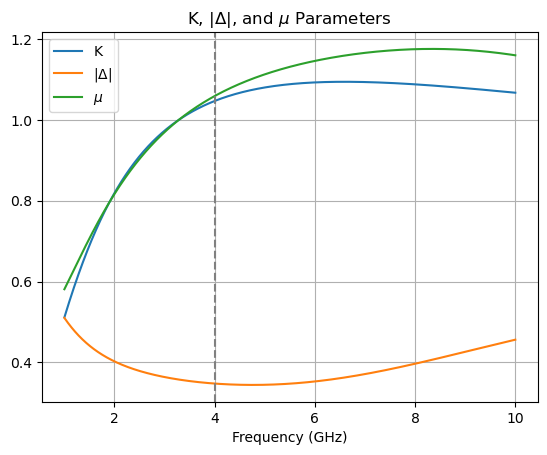 K, |Δ|, and μ Parameters
K
|Δ|
μ
1.2
1.0
0.8
0.6
0.4
2
4
6
8
10
Frequency (GHz)